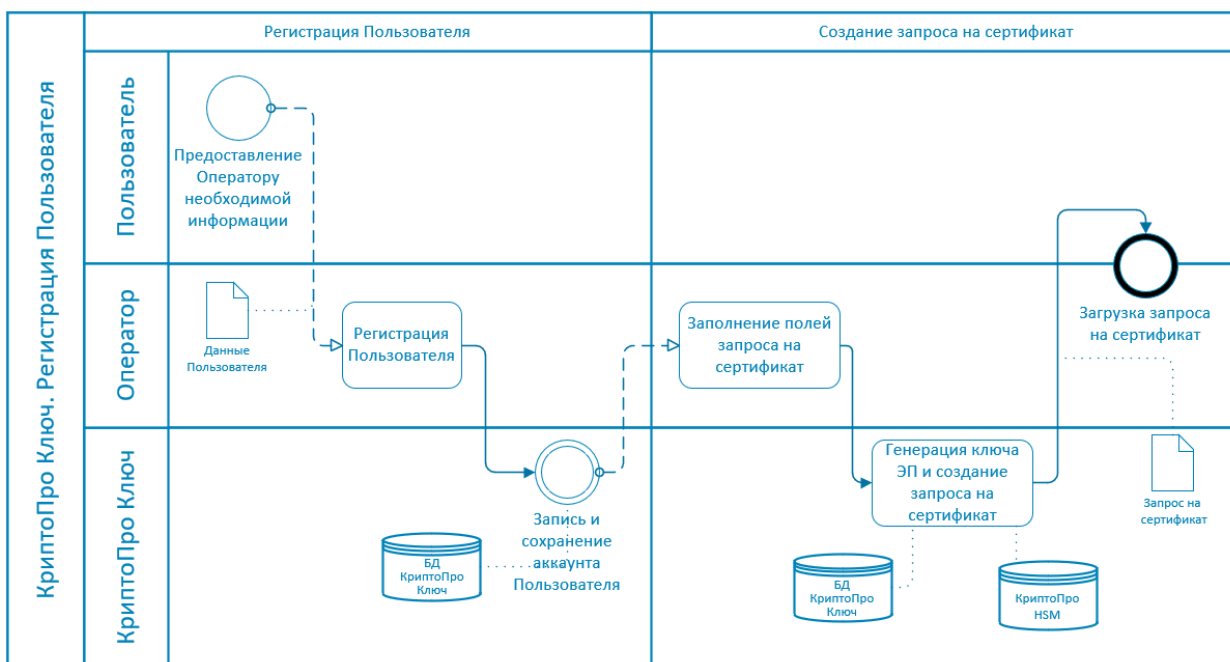 КриптоПро Ключ. Регистрация Пользователя
Регистрация Пользователя
Создание запроса на сертификат
Пользователь
Предоставление
Оператору
необходимой
информации
Оператор
Данные
Пользователя
Регистрация
Пользователя
Заполнение полей
запроса на
сертификат
Загрузка запроса
на сертификат
КриптоПро Ключ
Запись и
сохранение
аккаунта
Пользователя
БД
КриптоПро
Ключ
Генерация ключа
ЭП и создание
запроса на
сертификат
БД
КриптоПро
Ключ
КриптоПро
HSM
Запрос на
сертификат